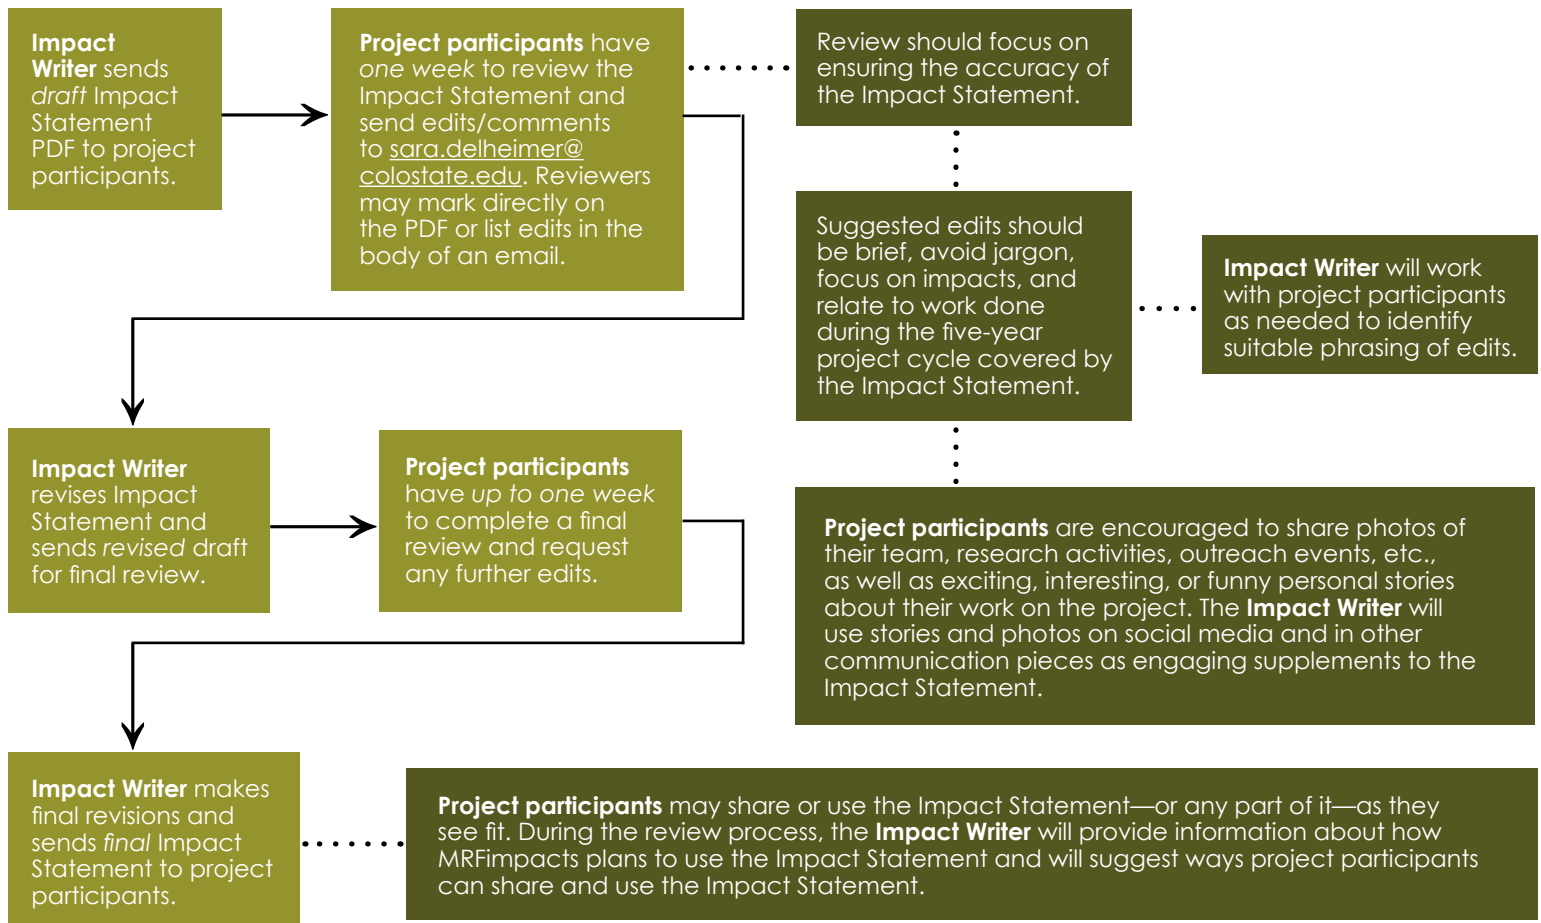 Impact
Writer sends
draft Impact
Statement
PDF to project
participants.
Project participants have
one week to review the
Impact Statement and
send edits/comments
to sara.delheimer@
colostate.edu. Reviewers
may mark directly on
the PDF or list edits in the
body of an email.
Review should focus on
ensuring the accuracy of
the Impact Statement.
Suggested edits should
be brief, avoid jargon,
focus on impacts, and
relate to work done
during the five-year
project cycle covered by
the Impact Statement.
Impact Writer will work
with project participants
as needed to identify
suitable phrasing of edits.
Impact Writer
revises Impact
Statement and
sends revised draft
for final review.
Project participants
have up to one week
to complete a final
review and request
any further edits.
Project participants are encouraged to share photos of
their team, research activities, outreach events, etc.,
as well as exciting, interesting, or funny personal stories
about their work on the project. The Impact Writer will
use stories and photos on social media and in other
communication pieces as engaging supplements to the
Impact Statement.
Impact Writer makes
final revisions and
sends final Impact
Statement to project
participants.
Project participants may share or use the Impact Statement—or any part of it—as they
see fit. During the review process, the Impact Writer will provide information about how
MRFimpacts plans to use the Impact Statement and will suggest ways project participants
can share and use the Impact Statement.